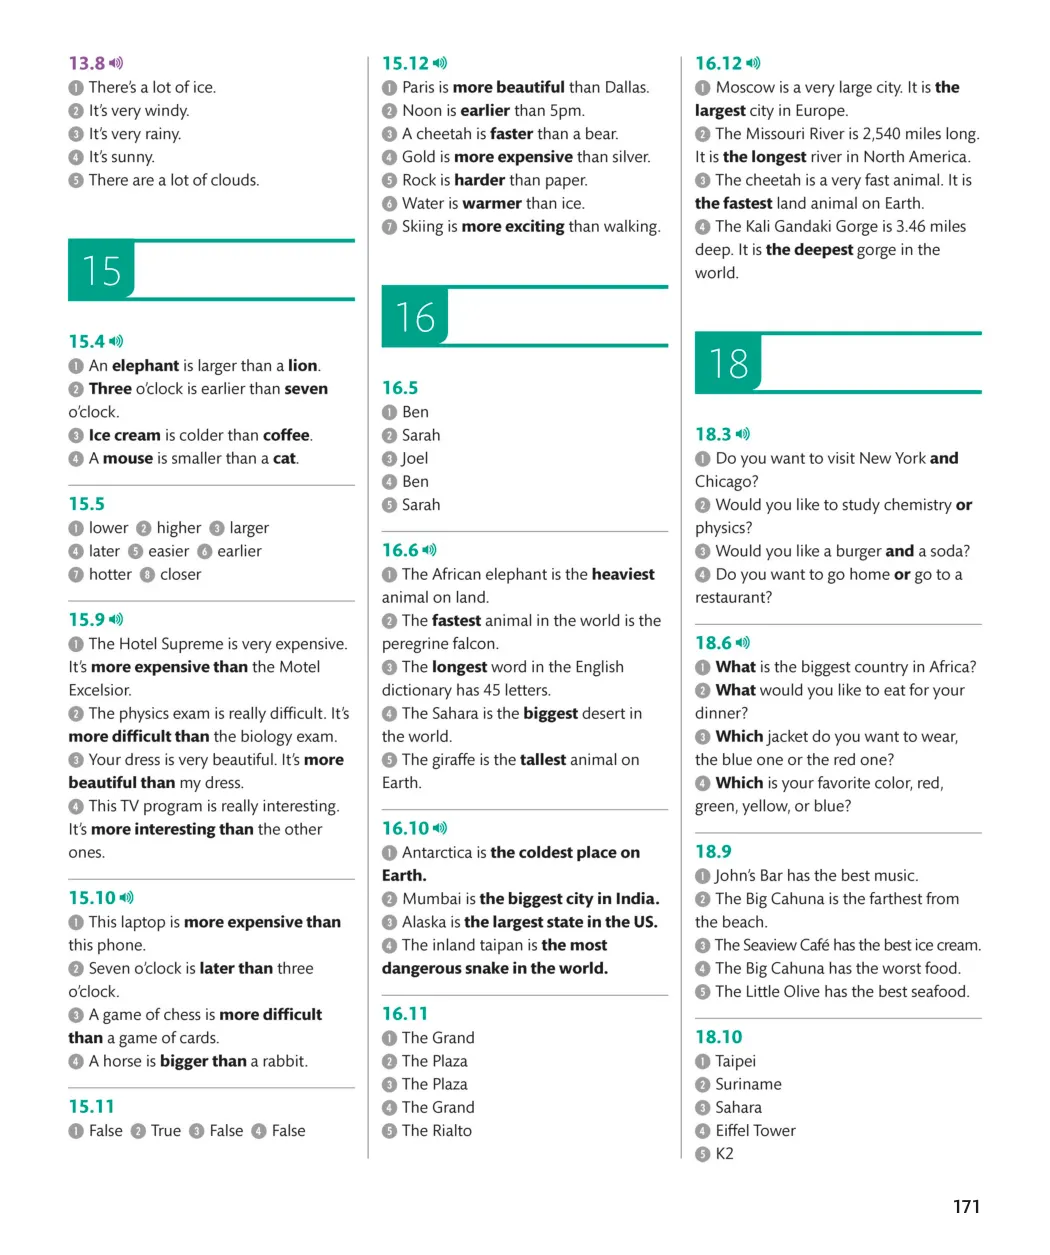 13.8
1 There's a lot of ice.
2 It's very windy.
3 It's very rainy.
4 It's sunny.
5 There are a lot of clouds.
15
15.4
1 An elephant is larger than a lion.
2 Three o'clock is earlier than seven
o'clock.
3 Ice cream is colder than coffee.
4 A mouse is smaller than a cat.
15.5
1 lower 2 higher 3 larger
4 later 5 easier 6 earlier
7 hotter 8 closer
15.9
1 The Hotel Supreme is very expensive.
It's more expensive than the Motel
Excelsior.
2 The physics exam is really difficult. It's
more difficult than the biology exam.
3 Your dress is very beautiful. It's more
beautiful than my dress.
4 This TV program is really interesting.
It's more interesting than the other
ones.
15.10
1 This laptop is more expensive than
this phone.
2 Seven o'clock is later than three
o'clock.
3 A game of chess is more difficult
than a game of cards.
4 A horse is bigger than a rabbit.
15.11
1 False 2 True 3 False 4 False
15.12
1 Paris is more beautiful than Dallas.
2 Noon is earlier than 5pm.
3 A cheetah is faster than a bear.
4 Gold is more expensive than silver.
5 Rock is harder than paper.
6 Water is warmer than ice.
7 Skiing is more exciting than walking.
16
16.5
1 Ben
2 Sarah
3 Joel
4 Ben
5 Sarah
16.6
1 The African elephant is the heaviest
animal on land.
2 The fastest animal in the world is the
peregrine falcon.
3 The longest word in the English
dictionary has 45 letters.
4 The Sahara is the biggest desert in
the world.
5 The giraffe is the tallest animal on
Earth.
16.10
1 Antarctica is the coldest place on
Earth.
2 Mumbai is the biggest city in India.
3 Alaska is the largest state in the US.
4 The inland taipan is the most
dangerous snake in the world.
16.11
1 The Grand
2 The Plaza
3 The Plaza
4 The Grand
5 The Rialto
16.12
1 Moscow is a very large city. It is the
largest city in Europe.
2 The Missouri River is 2,540 miles long.
It is the longest river in North America.
3 The cheetah is a very fast animal. It is
the fastest land animal on Earth.
4 The Kali Gandaki Gorge is 3.46 miles
deep. It is the deepest gorge in the
world.
18
18.3
1 Do you want to visit New York and
Chicago?
2 Would you like to study chemistry or
physics?
3 Would you like a burger and a soda?
4 Do you want to go home or go to a
restaurant?
18.6
1 What is the biggest country in Africa?
2 What would you like to eat for your
dinner?
3 Which jacket do you want to wear,
the blue one or the red one?
4 Which is your favorite color, red,
green, yellow, or blue?
18.9
1 John's Bar has the best music.
2 The Big Cahuna is the farthest from
the beach.
3 The Seaview Café has the best ice cream.
4 The Big Cahuna has the worst food.
5 The Little Olive has the best seafood.
18.10
1 Taipei
2 Suriname
3 Sahara
4 Eiffel Tower
5 K2
171